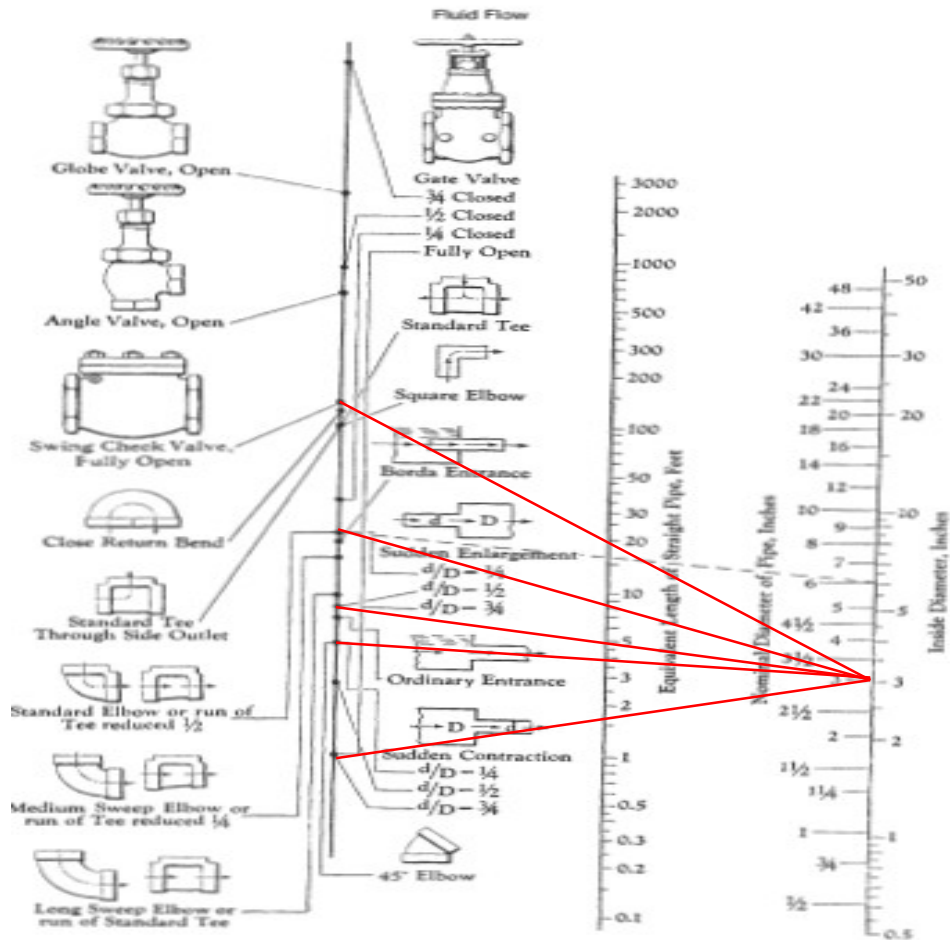 Fluid Flow
Globe Valve, Open
Angle Valve, Open
Swing Check Valve,
Fully Open
Close Return Bend
Standard Tee
Through Side Outlet
Standard Elbow or run of
Tee reduced ½
Medium Sweep Elbow or
run of Tee reduced ¼
Long Sweep Elbow or
run of Standard Tee
Gate Valve
¾ Closed
½ Closed
¼ Closed
Fully Open
Standard Tee
Square Elbow
Borda Entrance
d D
Sudden Enlargement
d/D – ¼
d/D – ½
d/D – ¾
Ordinary Entrance
D d
Sudden Contraction
d/D – ¼
d/D – ½
d/D – ¾
45° Elbow
3000
2000
1000
500
300
200
100
50
30
20
10
5
3
2
1
0.5
0.3
0.2
0.1
Equivalent Length of Straight Pipe, Feet
Nominal Diameter of Pipe, Inches
48
42
36
30
24
22
20
18
16
14
12
10
9
8
7
6
5
4½
4
3½
3
2½
2
1½
1¼
1
¾
½
50
30
20
10
5
3
2
1
0.5
Inside Diameter, Inches